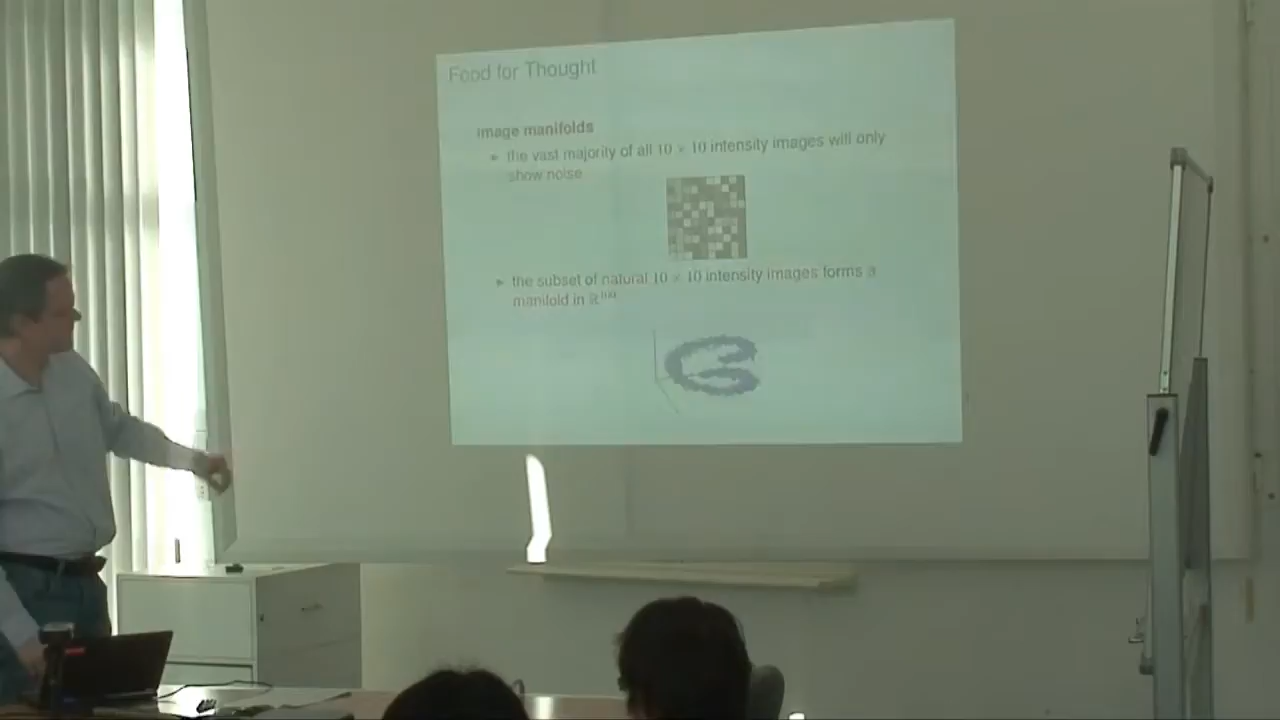 Food for Thought
image manifolds
▸ the vast majority of all 10 × 10 intensity images will only
show noise
▸ the subset of natural 10 × 10 intensity images forms a
manifold in ℝ¹⁰⁰